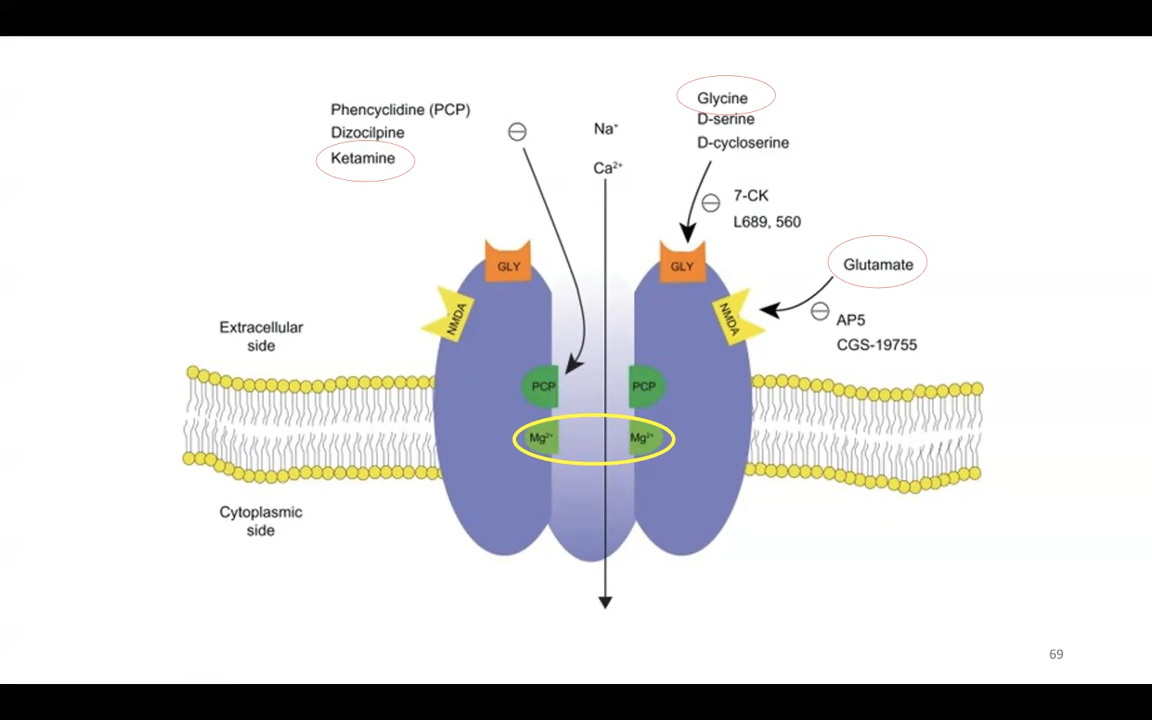 Phencyclidine (PCP)
Dizocilpine
Ketamine
Na⁺
Ca²⁺
Glycine
D-serine
D-cycloserine
7-CK
L689, 560
Glutamate
AP5
CGS-19755
GLY
GLY
NMDA
NMDA
Extracellular
side
PCP
PCP
Mg²⁺
Mg²⁺
Cytoplasmic
side
69